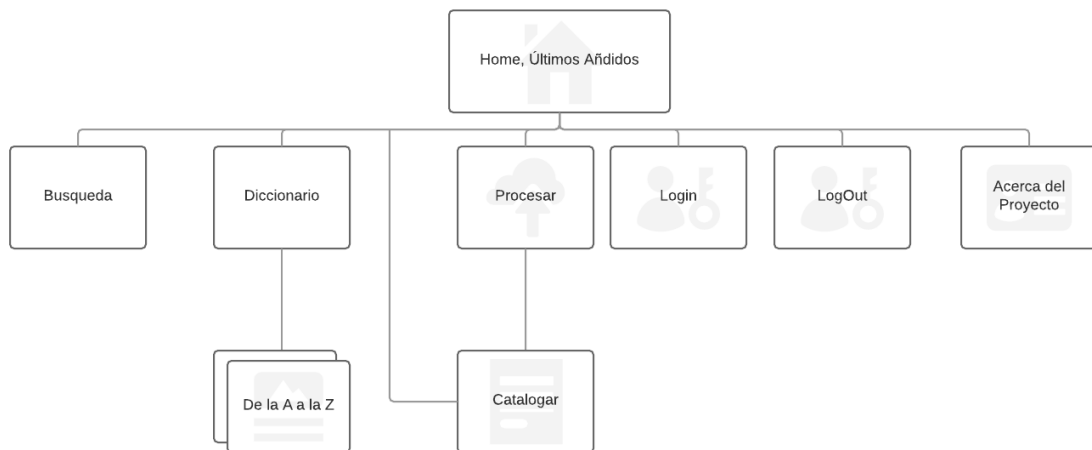 Home, Últimos Añdidos
Busqueda
Diccionario
Procesar
Login
LogOut
Acerca del
Proyecto
De la A a la Z
Catalogar